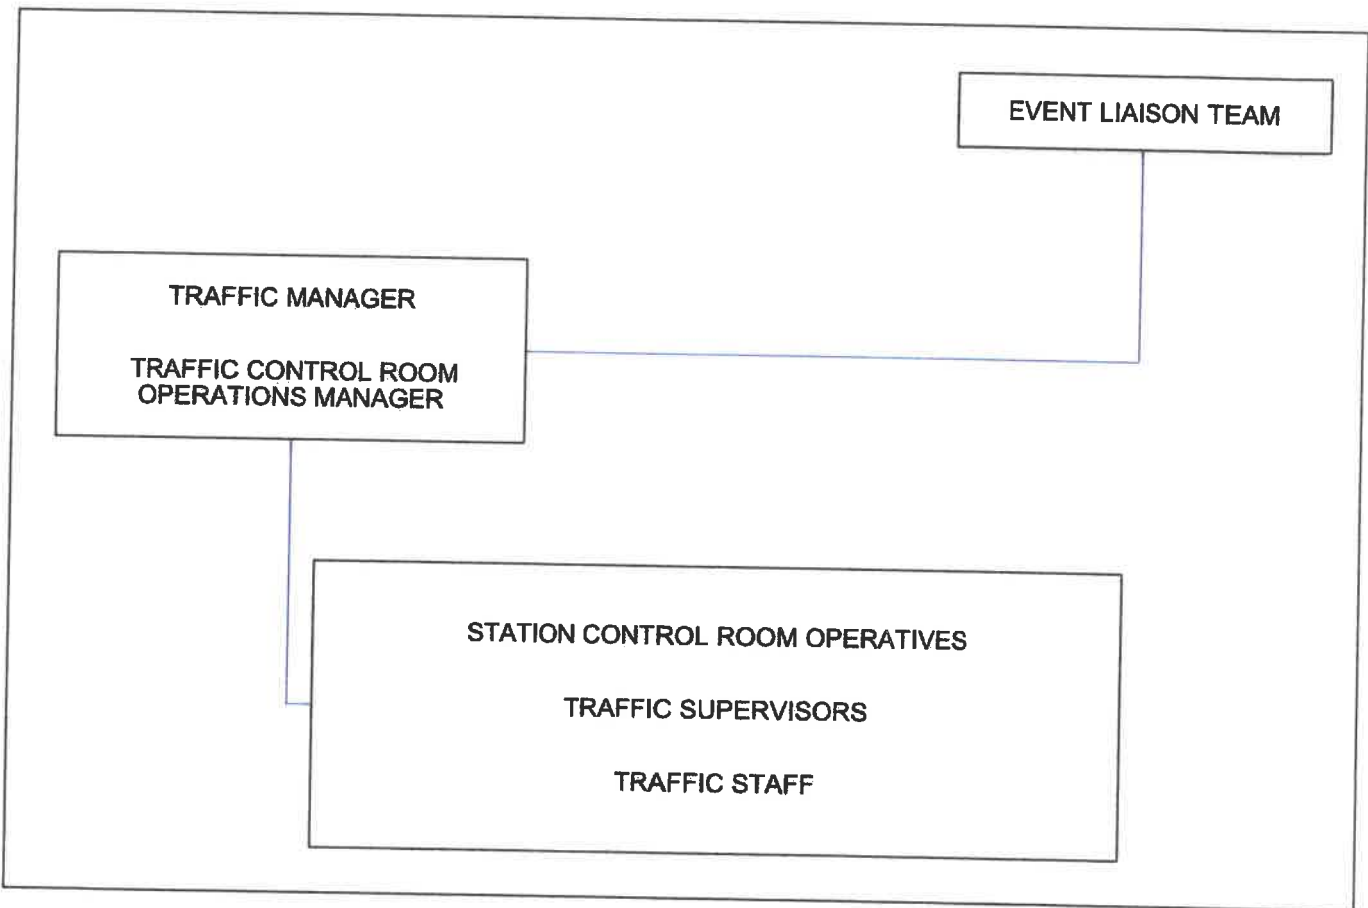 EVENT LIAISON TEAM
TRAFFIC MANAGER
TRAFFIC CONTROL ROOM
OPERATIONS MANAGER
STATION CONTROL ROOM OPERATIVES
TRAFFIC SUPERVISORS
TRAFFIC STAFF